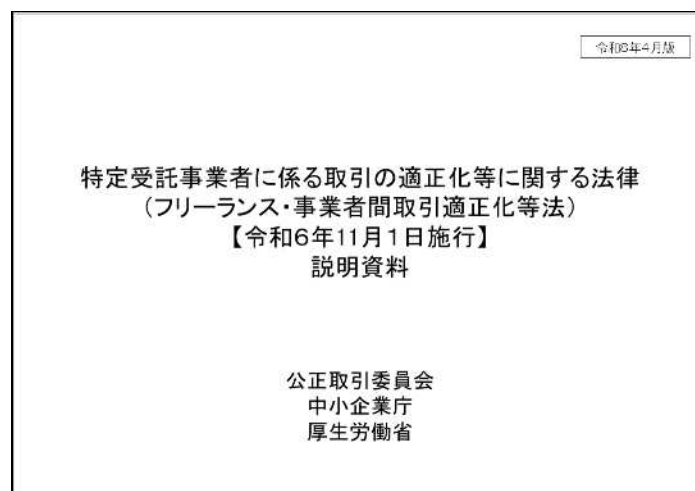 令和8年4月版
特定受託事業者に係る取引の適正化等に関する法律
（フリーランス・事業者間取引適正化等法）
【令和6年11月1日施行】
説明資料
公正取引委員会
中小企業庁
厚生労働省